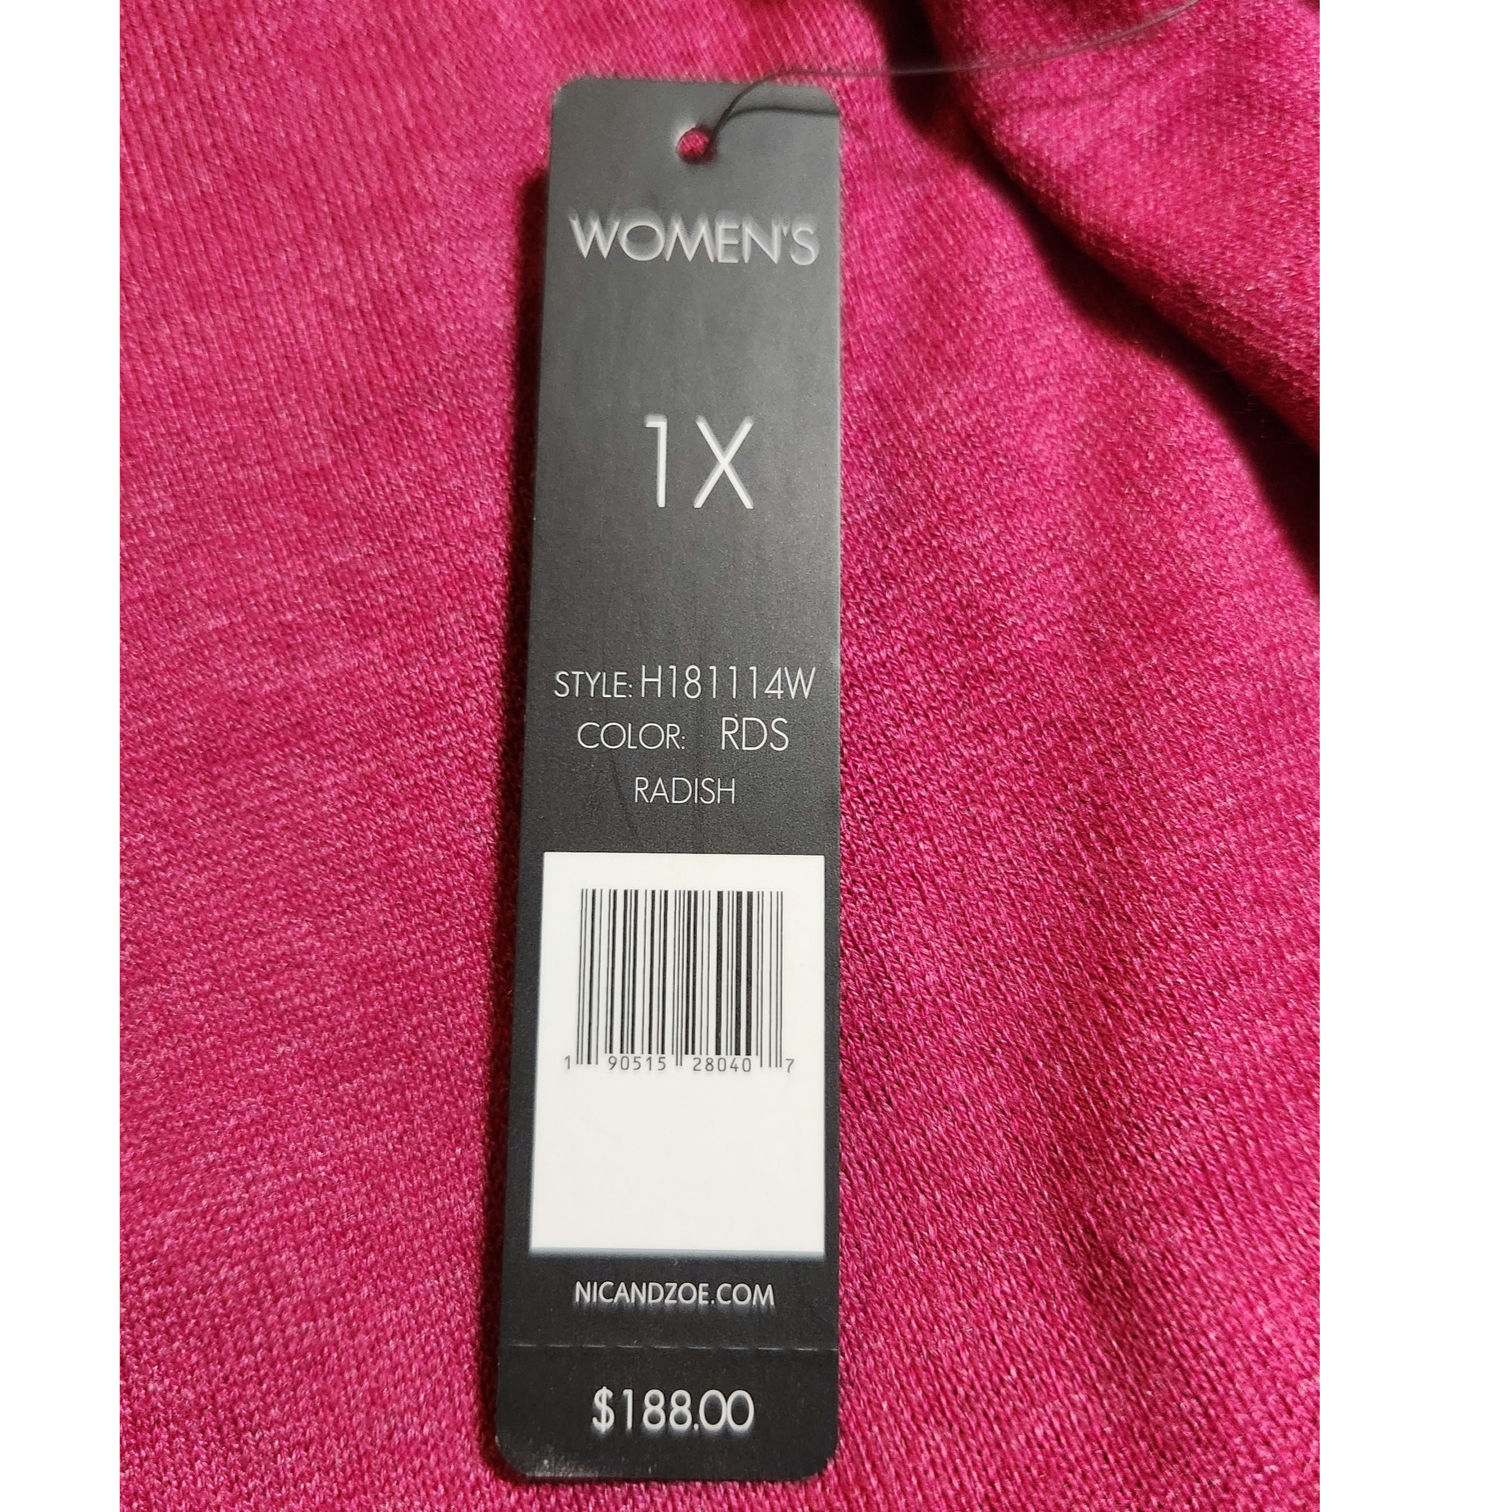 WOMEN'S
1X
STYLE: H181114W
COLOR: RDS
RADISH
1 90515 28040 7
NICANDZOE.COM
$188.00